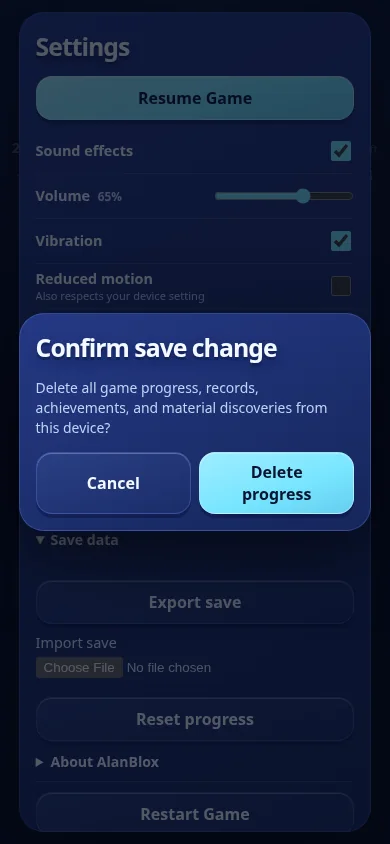 Settings
Resume Game
Sound effects
Volume 65%
Vibration
Reduced motion
Also respects your device setting
Confirm save change
Delete all game progress, records,
achievements, and material discoveries from
this device?
Cancel
Delete
progress
▼ Save data
Export save
Import save
Choose File No file chosen
Reset progress
▶ About AlanBlox
Restart Game